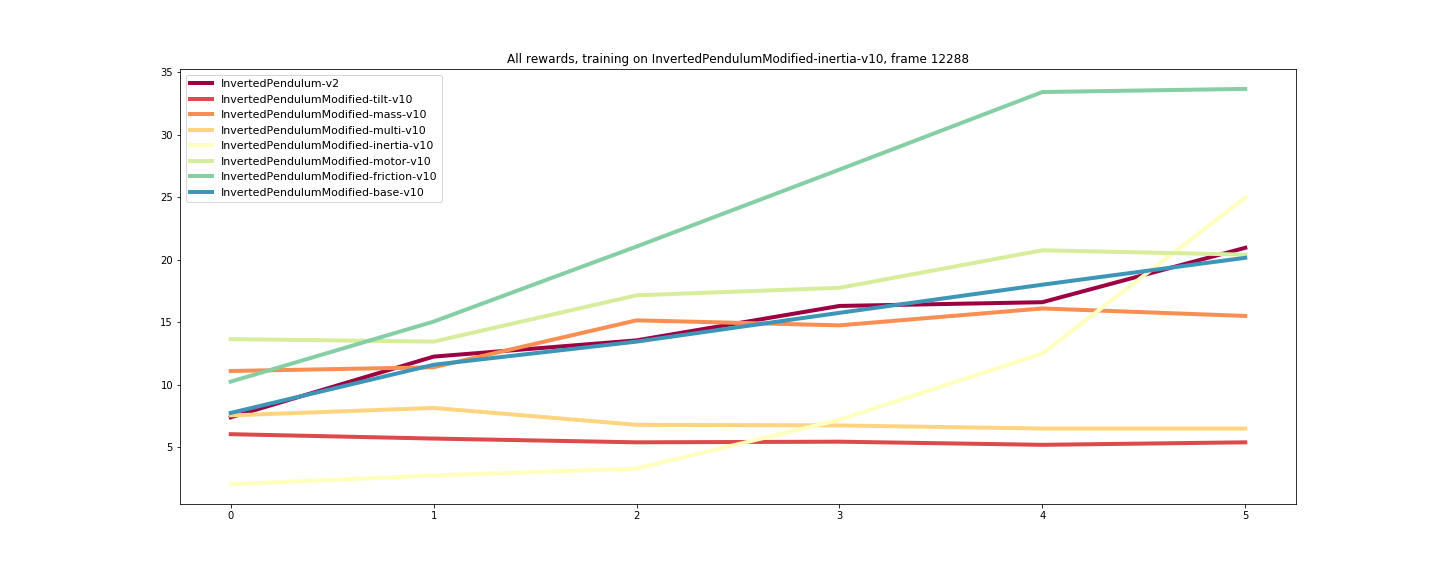 All rewards, training on InvertedPendulumModified-inertia-v10, frame 12288
35
30
25
20
15
10
5
InvertedPendulum-v2
InvertedPendulumModified-tilt-v10
InvertedPendulumModified-mass-v10
InvertedPendulumModified-multi-v10
InvertedPendulumModified-inertia-v10
InvertedPendulumModified-motor-v10
InvertedPendulumModified-friction-v10
InvertedPendulumModified-base-v10
0 1 2 3 4 5